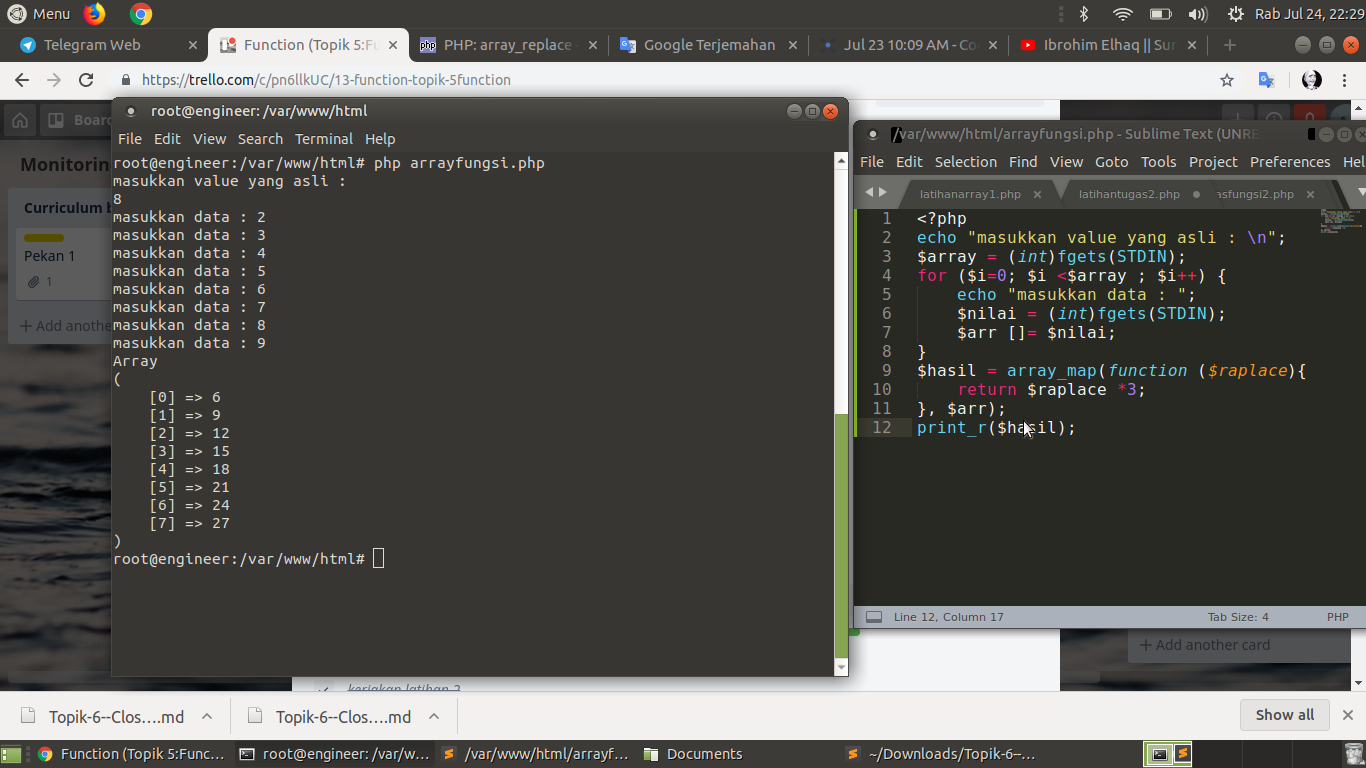 Menu
Rab Jul 24, 22:29
Telegram Web
Function (Topik 5:Fu
PHP: array_replace -
Google Terjemahan
Jul 23 10:09 AM - Co
Ibrohim Elhaq || Sur
https://trello.com/c/pn6llkUC/13-function-topik-5function
Monitorin
Curriculum b
Pekan 1
1
+ Add anothe
root@engineer: /var/www/html
File Edit View Search Terminal Help
root@engineer:/var/www/html# php arrayfungsi.php
masukkan value yang asli :
8
masukkan data : 2
masukkan data : 3
masukkan data : 4
masukkan data : 5
masukkan data : 6
masukkan data : 7
masukkan data : 8
masukkan data : 9
Array
(
    [0] => 6
    [1] => 9
    [2] => 12
    [3] => 15
    [4] => 18
    [5] => 21
    [6] => 24
    [7] => 27
)
root@engineer:/var/www/html#
/var/www/html/arrayfungsi.php - Sublime Text (UNRE
File Edit Selection Find View Goto Tools Project Preferences Hel
latihanarray1.php
latihantugas2.php
asfungsi2.php
1 <?php
2 echo "masukkan value yang asli : \n";
3 $array = (int)fgets(STDIN);
4 for ($i=0; $i <$array ; $i++) {
5     echo "masukkan data : ";
6     $nilai = (int)fgets(STDIN);
7     $arr []= $nilai;
8 }
9 $hasil = array_map(function ($raplace){
10     return $raplace *3;
11 }, $arr);
12 print_r($hasil);
Line 12, Column 17
Tab Size: 4
PHP
+ Add another card
kerjakan latihan 2
Topik-6--Clos....md
Topik-6--Clos....md
Show all
Function (Topik 5:Func...
root@engineer: /var/w...
/var/www/html/arrayf...
Documents
~/Downloads/Topik-6--...